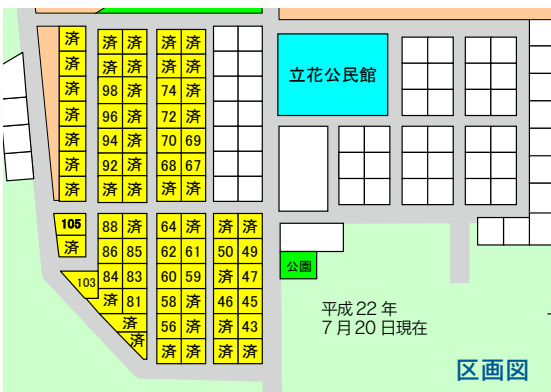 済 済 済 済 済
済 済 済 済 済
済 98 済 74 済
済 96 済 72 済
済 94 済 70 69
済 92 済 68 67
済 済 済 済 済
立花公民館
105 88 済 64 済 済 済
済 86 85 62 61 50 49
103 84 83 60 59 済 47
済 81 58 済 46 45
済 56 済 済 43
済 済 済 済 済
公園
平成22年
7月20日現在
区画図